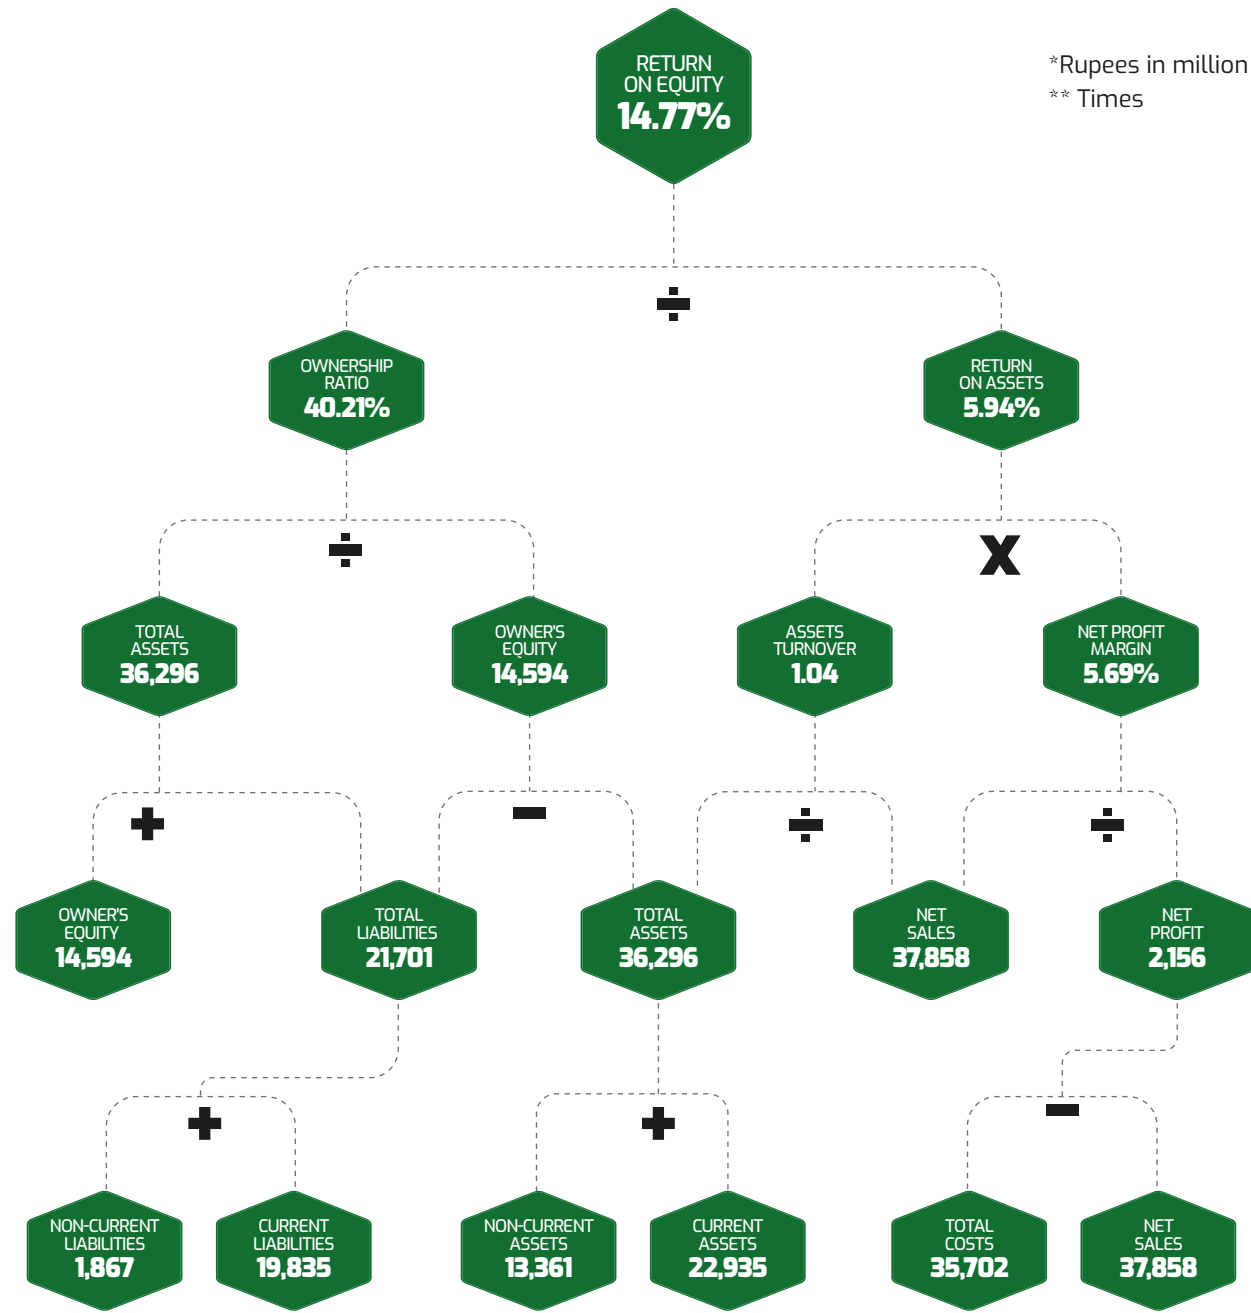 RETURN
ON EQUITY
14.77%
*Rupees in million
** Times
÷
OWNERSHIP
RATIO
40.21%
RETURN
ON ASSETS
5.94%
÷
X
TOTAL
ASSETS
36,296
OWNER'S
EQUITY
14,594
ASSETS
TURNOVER
1.04
NET PROFIT
MARGIN
5.69%
+
-
÷
÷
OWNER'S
EQUITY
14,594
TOTAL
LIABILITIES
21,701
TOTAL
ASSETS
36,296
NET
SALES
37,858
NET
PROFIT
2,156
+
+
-
NON-CURRENT
LIABILITIES
1,867
CURRENT
LIABILITIES
19,835
NON-CURRENT
ASSETS
13,361
CURRENT
ASSETS
22,935
TOTAL
COSTS
35,702
NET
SALES
37,858